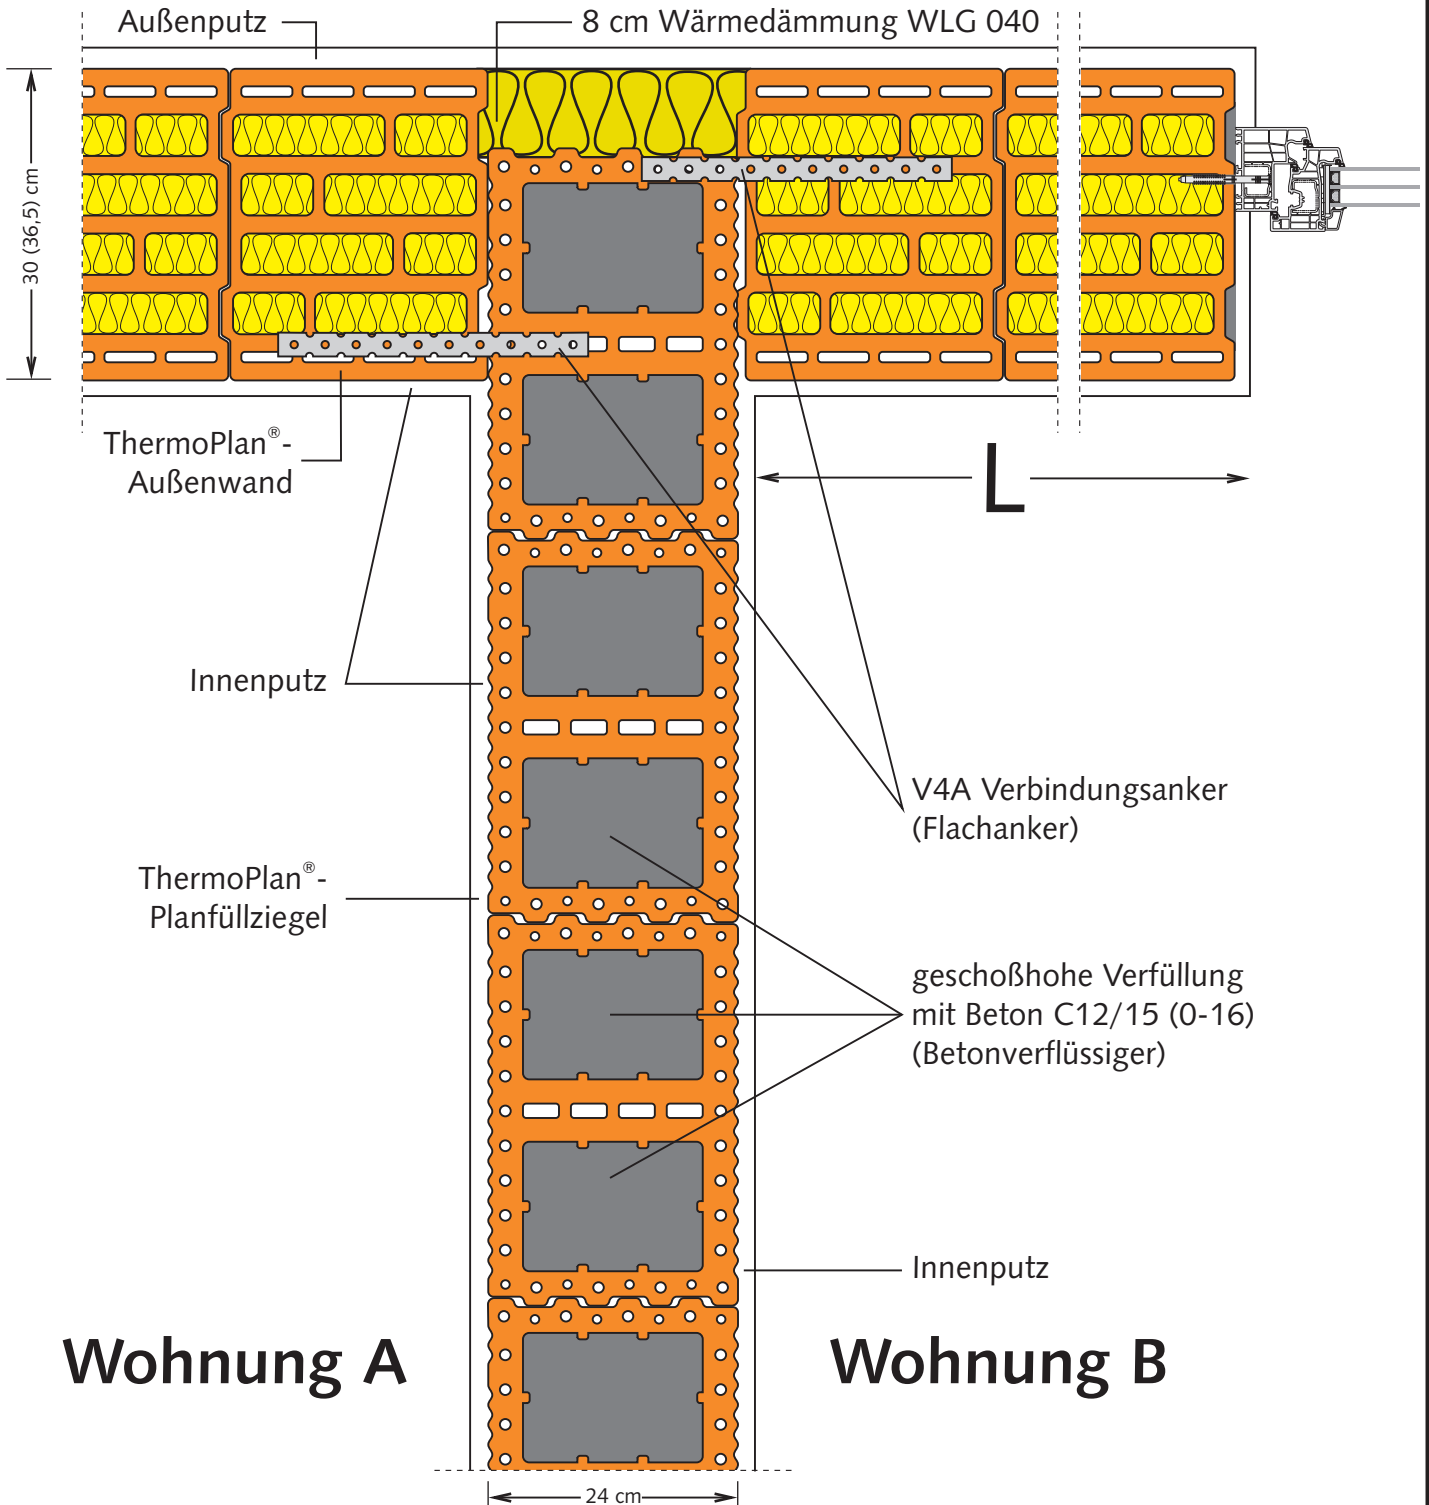 Außenputz
8 cm Wärmedämmung WLG 040
30 (36,5) cm
ThermoPlan®-
Außenwand
L
Innenputz
V4A Verbindungsanker
(Flachanker)
ThermoPlan®-
Planfüllziegel
geschoßhohe Verfüllung
mit Beton C12/15 (0-16)
(Betonverflüssiger)
Innenputz
Wohnung A
Wohnung B
24 cm